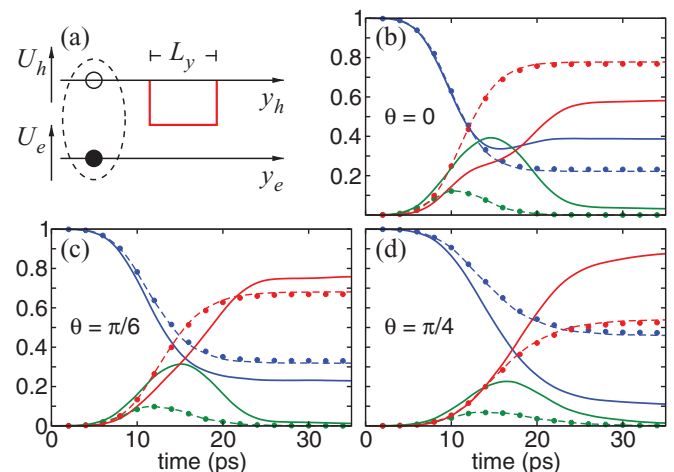 (a)
U_h
L_y
y_h
U_e
y_e
(b)
1
0.8
0.6
0.4
0.2
θ = 0
(c)
1
0.8
0.6
0.4
0.2
0
θ = π/6
0 10 20 30
time (ps)
(d)
θ = π/4
0 10 20 30
time (ps)